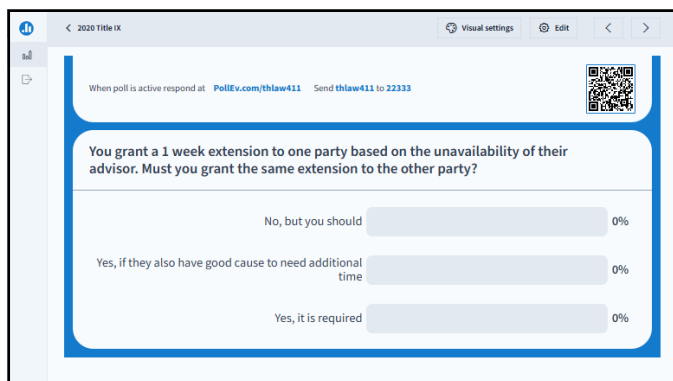 2020 Title IX
Visual settings
Edit
When poll is active respond at PollEv.com/thlaw411 Send thlaw411 to 22333
You grant a 1 week extension to one party based on the unavailability of their
advisor. Must you grant the same extension to the other party?
No, but you should 0%
Yes, if they also have good cause to need additional
time 0%
Yes, it is required 0%